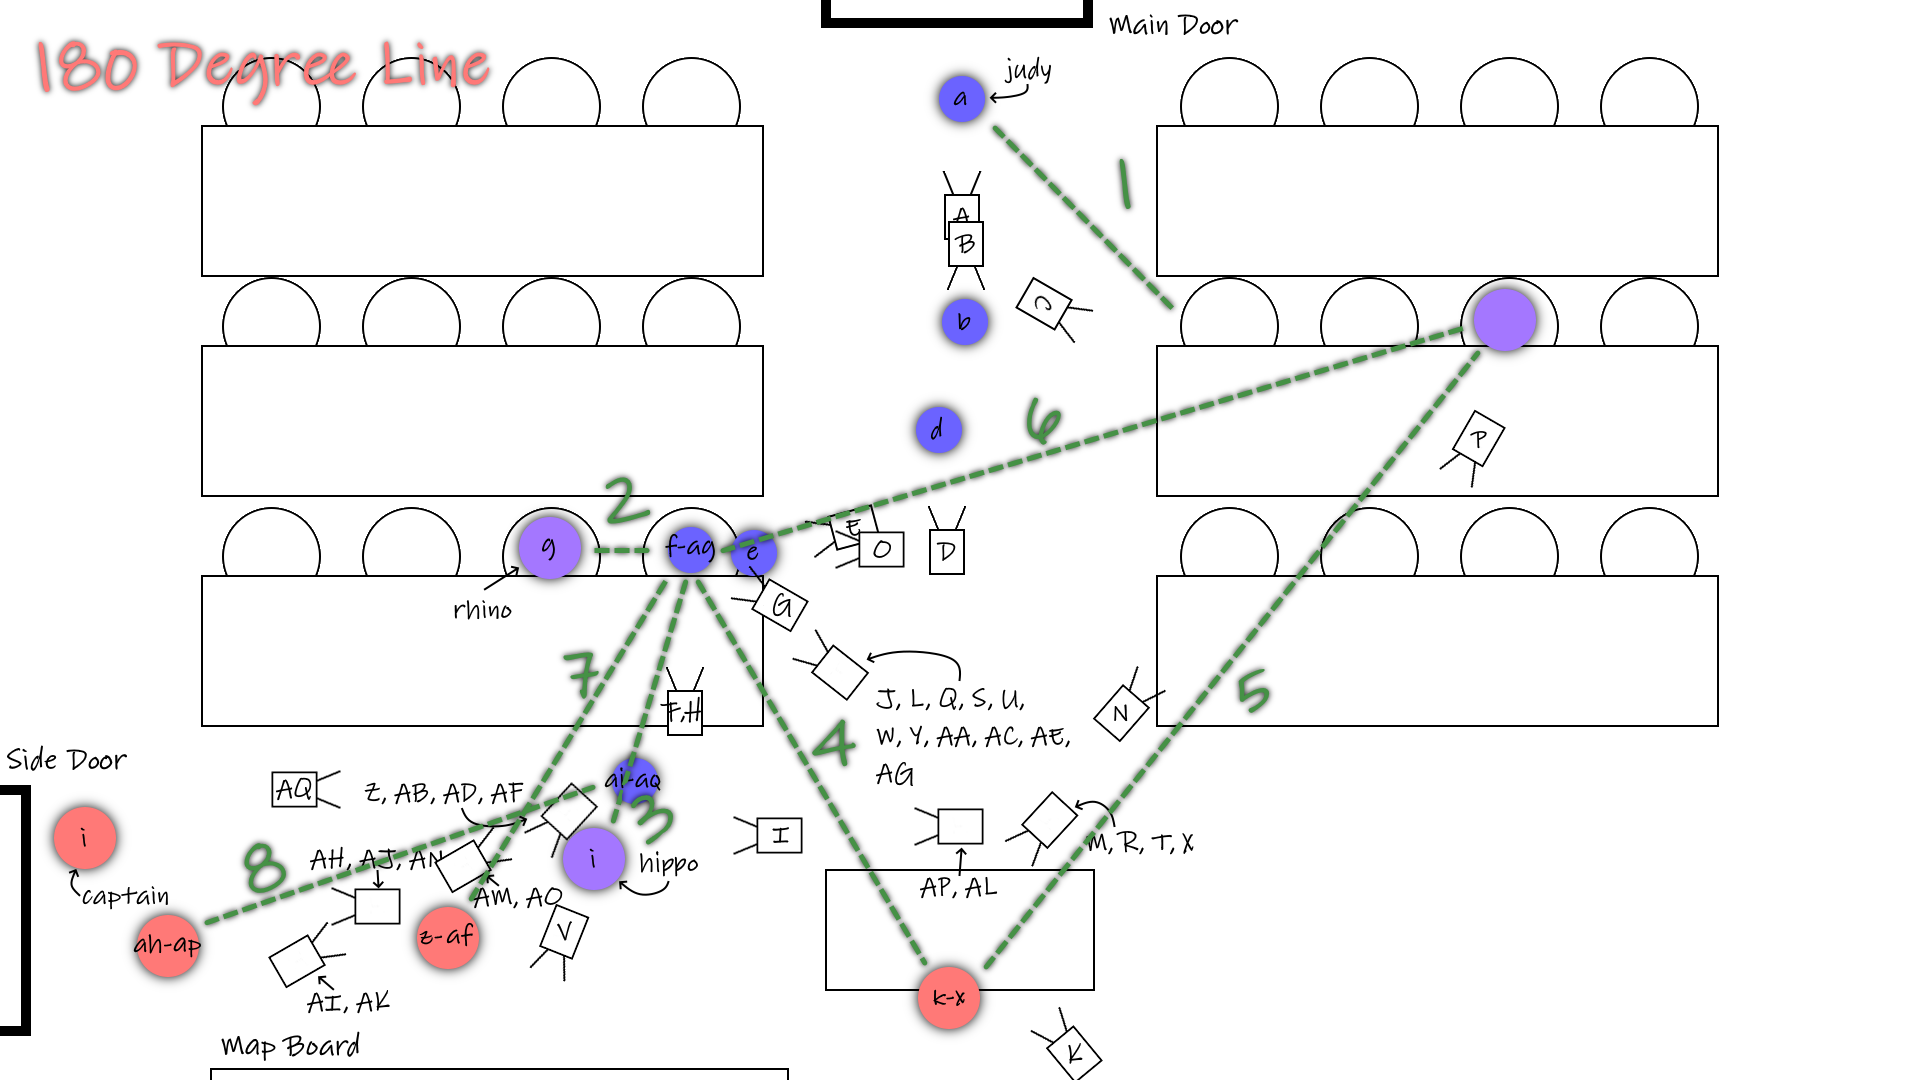 Main Door
180 Degree Line
judy
a
1
A
B
C
b
6
d
P
2
E
O
D
g
f-ag
e
rhino
G
7
5
J, L, Q, S, U,
W, Y, AA, AC, AE,
AG
F,H
N
4
Side Door
ai-aq
AQ
Z, AB, AD, AF
3
I
i
captain
8
AH, AJ, AN
i
hippo
M, R, T, X
AP, AL
AM, AO
V
ah-ap
z-af
k-x
AI, AK
Map Board
K